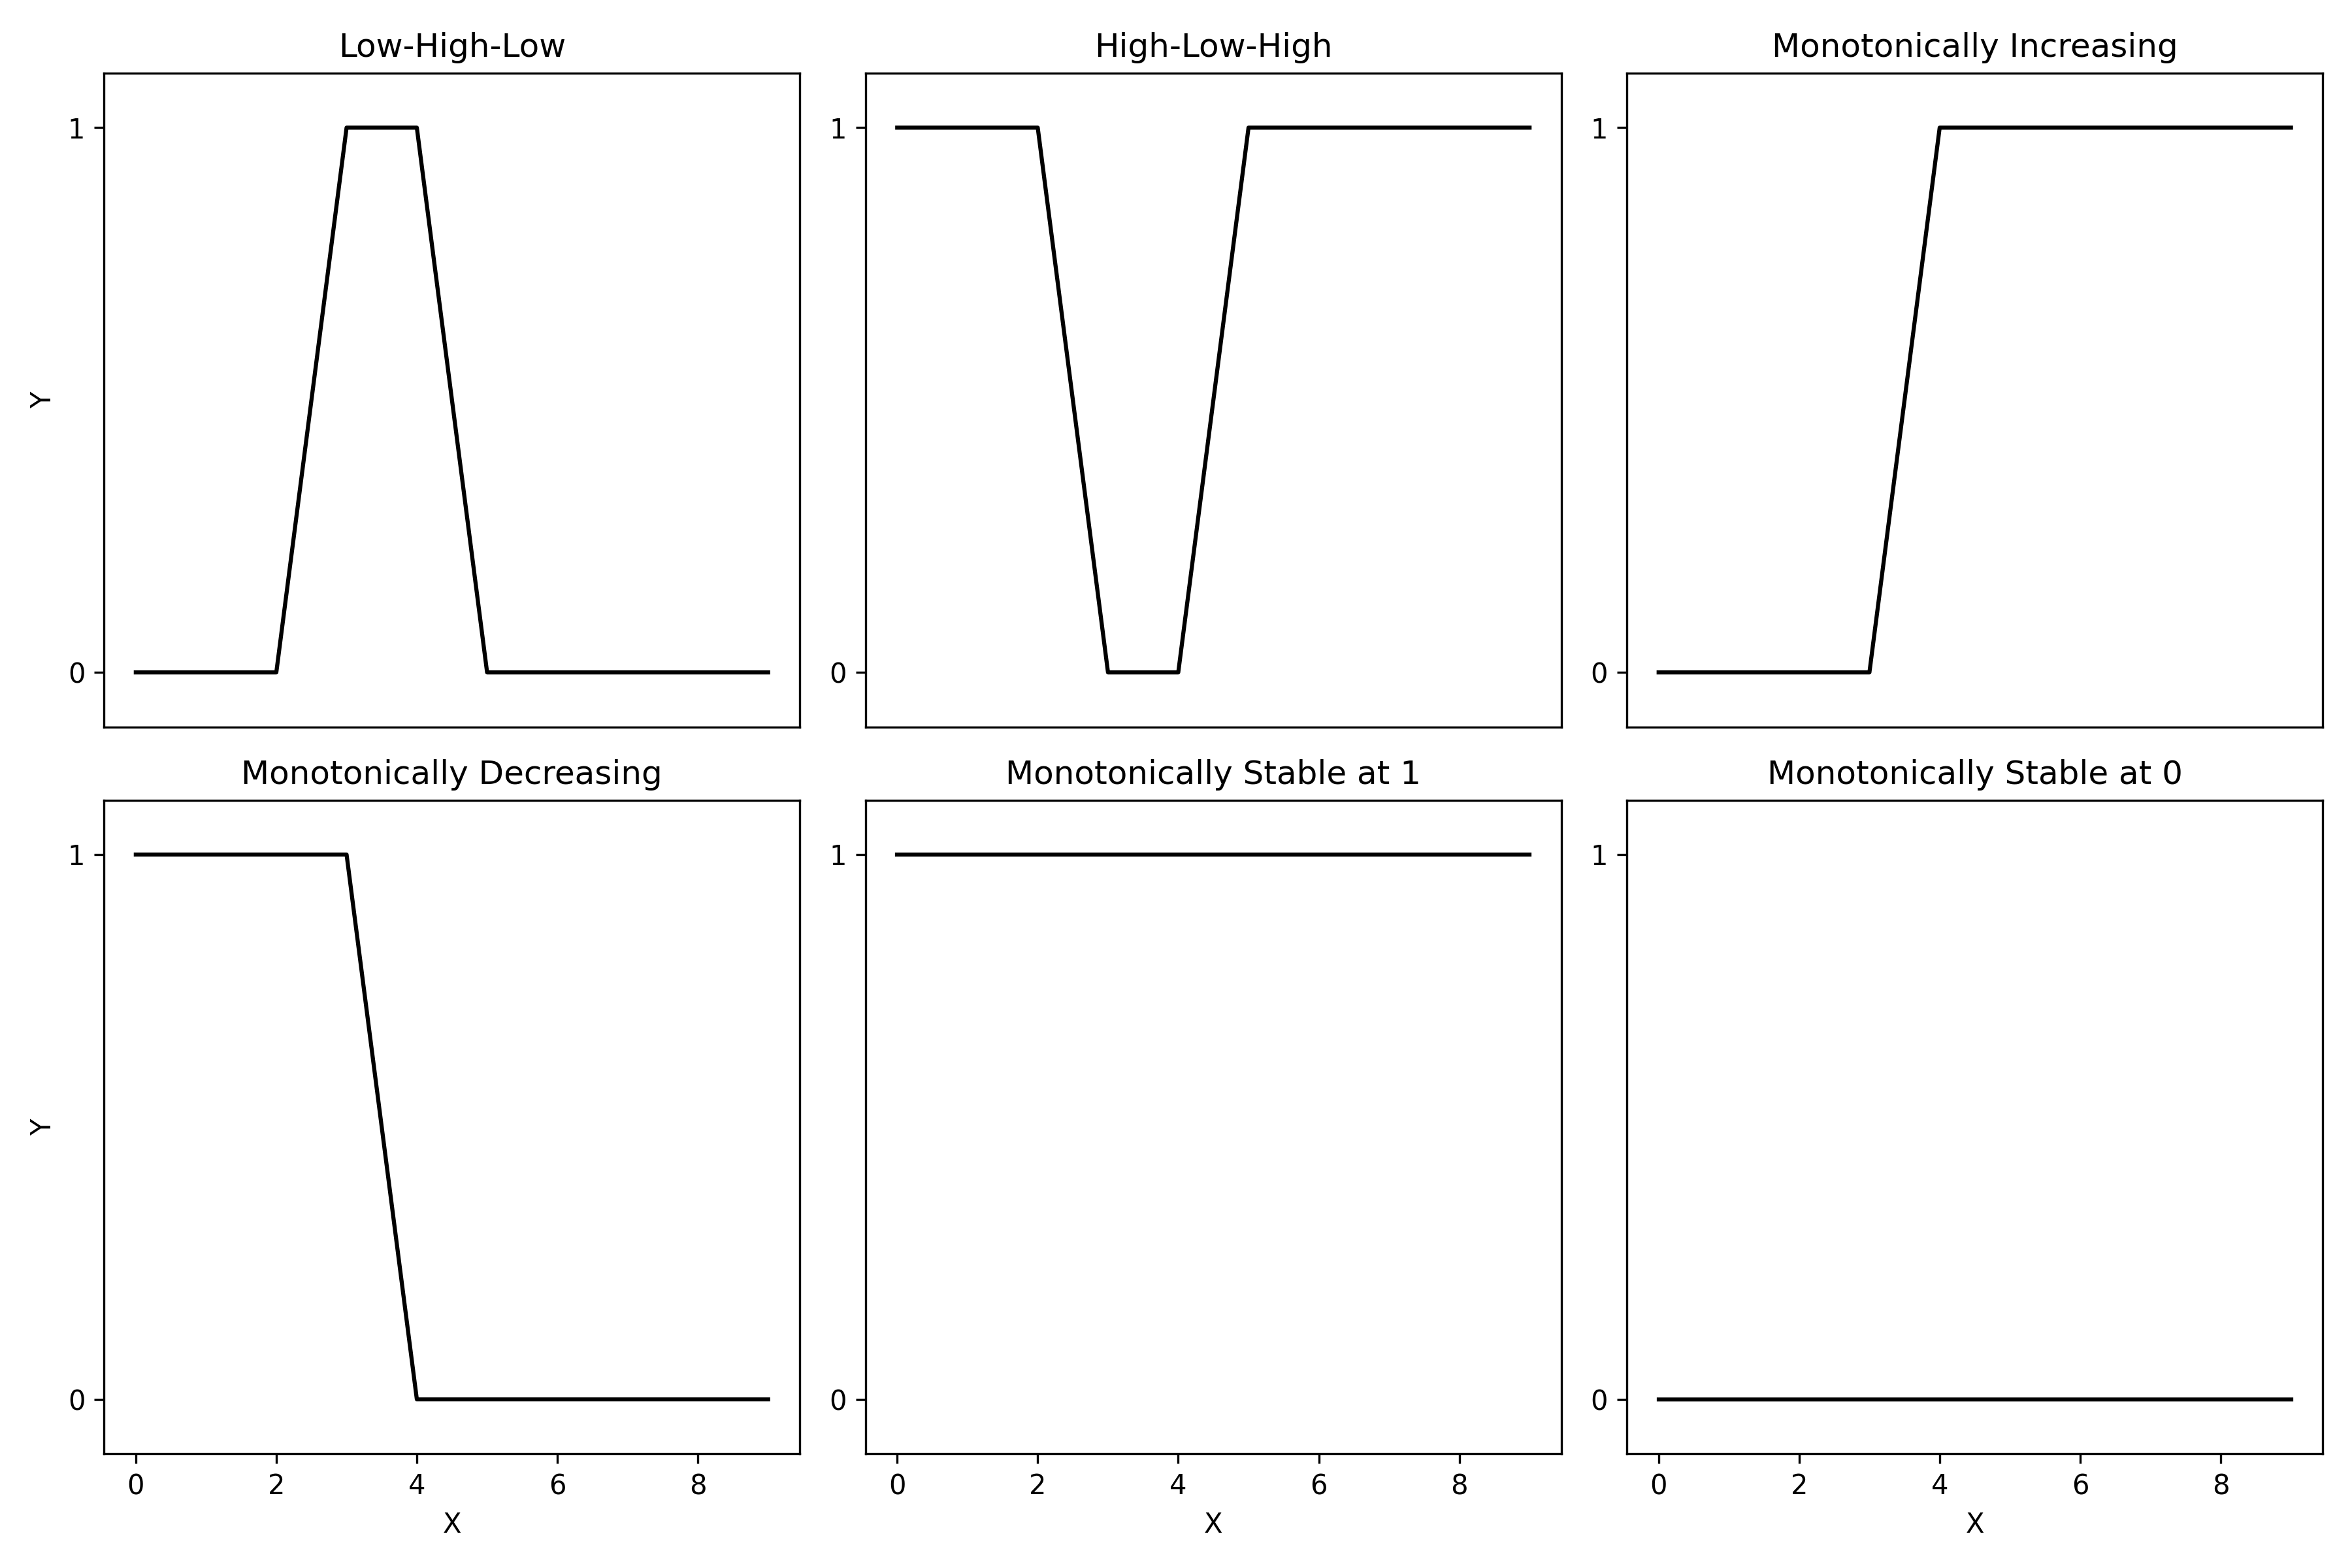 Low-High-Low
High-Low-High
Monotonically Increasing
1
0
Y
1
0
1
0
Monotonically Decreasing
Monotonically Stable at 1
Monotonically Stable at 0
1
0
Y
0 2 4 6 8
X
1
0
0 2 4 6 8
X
1
0
0 2 4 6 8
X